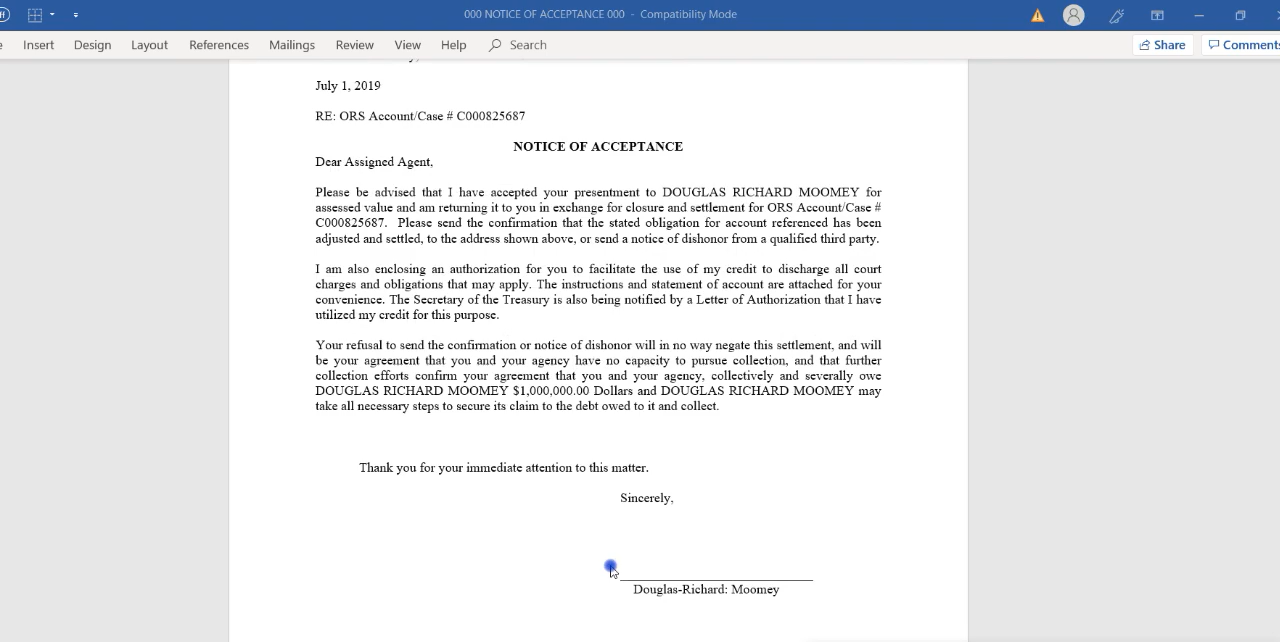 000 NOTICE OF ACCEPTANCE 000 - Compatibility Mode
Insert Design Layout References Mailings Review View Help Search Share Comments
July 1, 2019
RE: ORS Account/Case # C000825687
NOTICE OF ACCEPTANCE
Dear Assigned Agent,
Please be advised that I have accepted your presentment to DOUGLAS RICHARD MOOMEY for
assessed value and am returning it to you in exchange for closure and settlement for ORS Account/Case #
C000825687. Please send the confirmation that the stated obligation for account referenced has been
adjusted and settled, to the address shown above, or send a notice of dishonor from a qualified third party.
I am also enclosing an authorization for you to facilitate the use of my credit to discharge all court
charges and obligations that may apply. The instructions and statement of account are attached for your
convenience. The Secretary of the Treasury is also being notified by a Letter of Authorization that I have
utilized my credit for this purpose.
Your refusal to send the confirmation or notice of dishonor will in no way negate this settlement, and will
be your agreement that you and your agency have no capacity to pursue collection, and that further
collection efforts confirm your agreement that you and your agency, collectively and severally owe
DOUGLAS RICHARD MOOMEY $1,000,000.00 Dollars and DOUGLAS RICHARD MOOMEY may
take all necessary steps to secure its claim to the debt owed to it and collect.
Thank you for your immediate attention to this matter.
Sincerely,
Douglas-Richard: Moomey